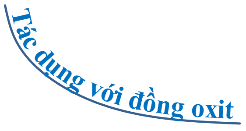 Tác dụng với đồng oxit